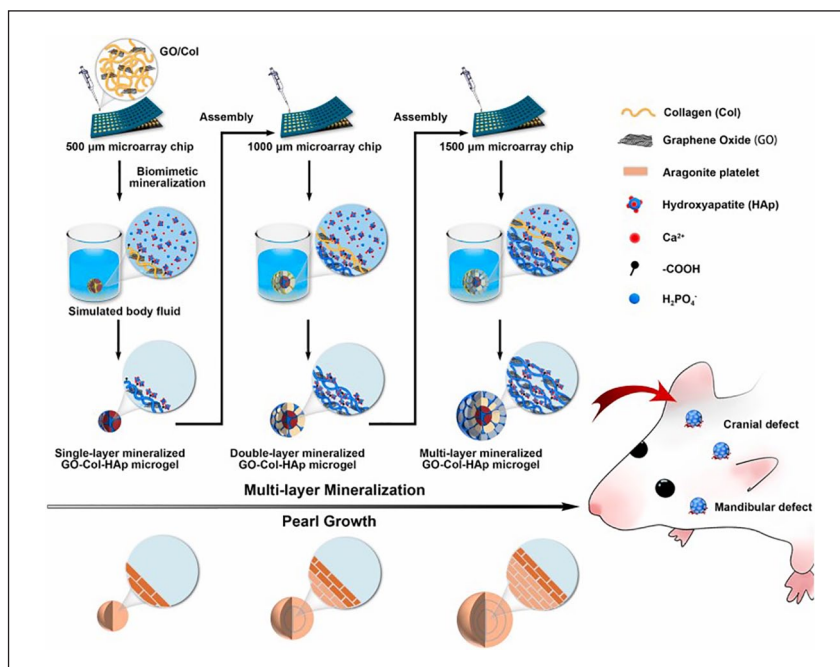 GO/Col
500 μm microarray chip
Assembly
1000 μm microarray chip
Assembly
1500 μm microarray chip
Biomimetic
mineralization
Simulated body fluid
Single-layer mineralized
GO-Col-HAp microgel
Double-layer mineralized
GO-Col-HAp microgel
Multi-layer mineralized
GO-Col-HAp microgel
Collagen (Col)
Graphene Oxide (GO)
Aragonite platelet
Hydroxyapatite (HAp)
Ca²⁺
-COOH
H₂PO₄⁻
Cranial defect
Mandibular defect
Multi-layer Mineralization
Pearl Growth